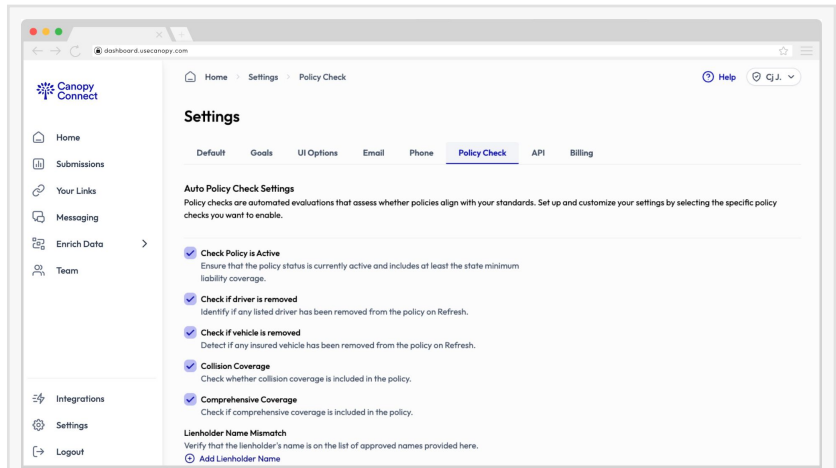 dashboard.usecanopy.com
Canopy
Connect
Home
Submissions
Your Links
Messaging
Enrich Data
Team
Integrations
Settings
Logout
Home Settings Policy Check
Help Cj J.
Settings
Default Goals UI Options Email Phone Policy Check API Billing
Auto Policy Check Settings
Policy checks are automated evaluations that assess whether policies align with your standards. Set up and customize your settings by selecting the specific policy
checks you want to enable.
Check Policy is Active
Ensure that the policy status is currently active and includes at least the state minimum
liability coverage.
Check if driver is removed
Identify if any listed driver has been removed from the policy on Refresh.
Check if vehicle is removed
Detect if any insured vehicle has been removed from the policy on Refresh.
Collision Coverage
Check whether collision coverage is included in the policy.
Comprehensive Coverage
Check if comprehensive coverage is included in the policy.
Lienholder Name Mismatch
Verify that the lienholder's name is on the list of approved names provided here.
Add Lienholder Name